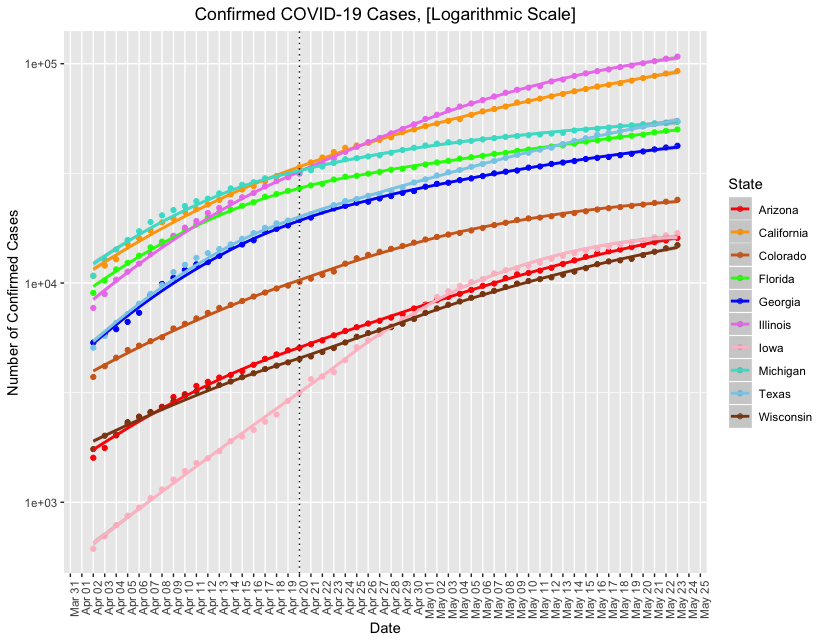 Confirmed COVID-19 Cases, [Logarithmic Scale]
Number of Confirmed Cases
1e+05
1e+04
1e+03
Mar 31
Apr 01
Apr 02
Apr 03
Apr 04
Apr 05
Apr 06
Apr 07
Apr 08
Apr 09
Apr 10
Apr 11
Apr 12
Apr 13
Apr 14
Apr 15
Apr 16
Apr 17
Apr 18
Apr 19
Apr 20
Apr 21
Apr 22
Apr 23
Apr 24
Apr 25
Apr 26
Apr 27
Apr 28
Apr 29
Apr 30
May 01
May 02
May 03
May 04
May 05
May 06
May 07
May 08
May 09
May 10
May 11
May 12
May 13
May 14
May 15
May 16
May 17
May 18
May 19
May 20
May 21
May 22
May 23
May 24
May 25
Date
State
Arizona
California
Colorado
Florida
Georgia
Illinois
Iowa
Michigan
Texas
Wisconsin